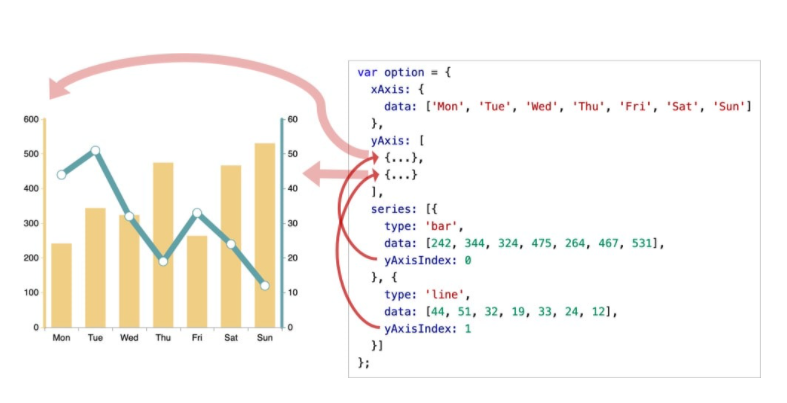 600
500
400
300
200
100
0
60
50
40
30
20
10
0
Mon Tue Wed Thu Fri Sat Sun
var option = {
  xAxis: {
    data: ['Mon', 'Tue', 'Wed', 'Thu', 'Fri', 'Sat', 'Sun']
  },
  yAxis: [
    {...},
    {...}
  ],
  series: [{
    type: 'bar',
    data: [242, 344, 324, 475, 264, 467, 531],
    yAxisIndex: 0
  }, {
    type: 'line',
    data: [44, 51, 32, 19, 33, 24, 12],
    yAxisIndex: 1
  }]
};